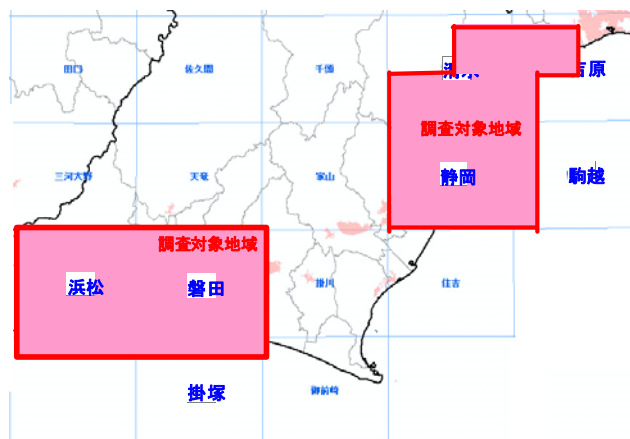 田口
佐久間
千頭
清水
吉原
調査対象地域
三河大野
天竜
家山
静岡
駒越
調査対象地域
浜松
磐田
掛川
住吉
掛塚
御前崎